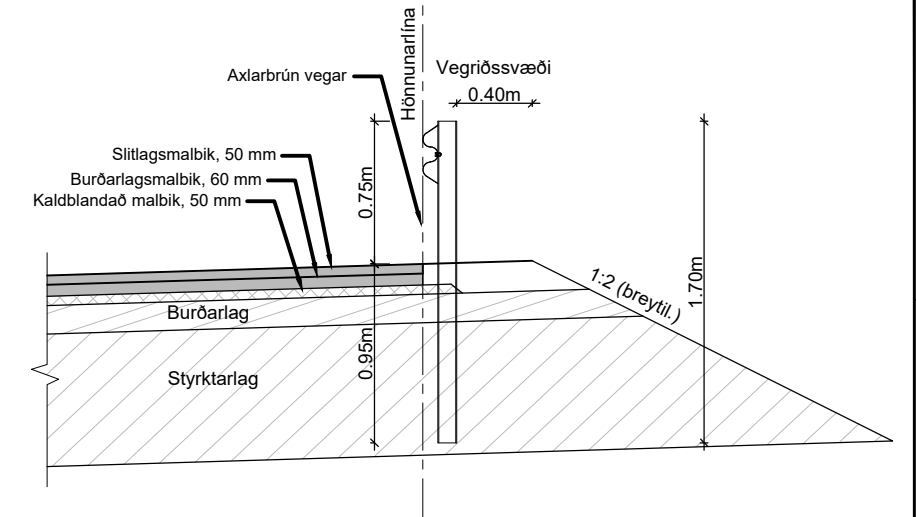 Hönnunarlína
Vegriðssvæði
Axlarbrún vegar
0.40m
Slitlagsmalbik, 50 mm
Burðarlagsmalbik, 60 mm
Kaldblandað malbik, 50 mm
0.75m
1:2 (breytil.)
1.70m
Burðarlag
0.95m
Styrktarlag